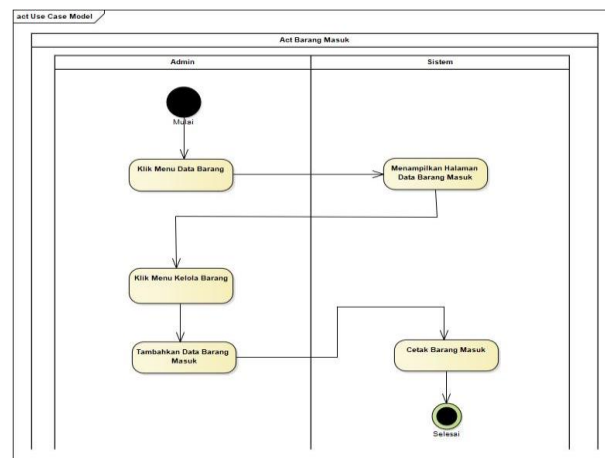 act Use Case Model
Act Barang Masuk
Admin
Sistem
Mulai
Klik Menu Data Barang
Menampilkan Halaman
Data Barang Masuk
Klik Menu Kelola Barang
Tambahkan Data Barang
Masuk
Cetak Barang Masuk
Selesai